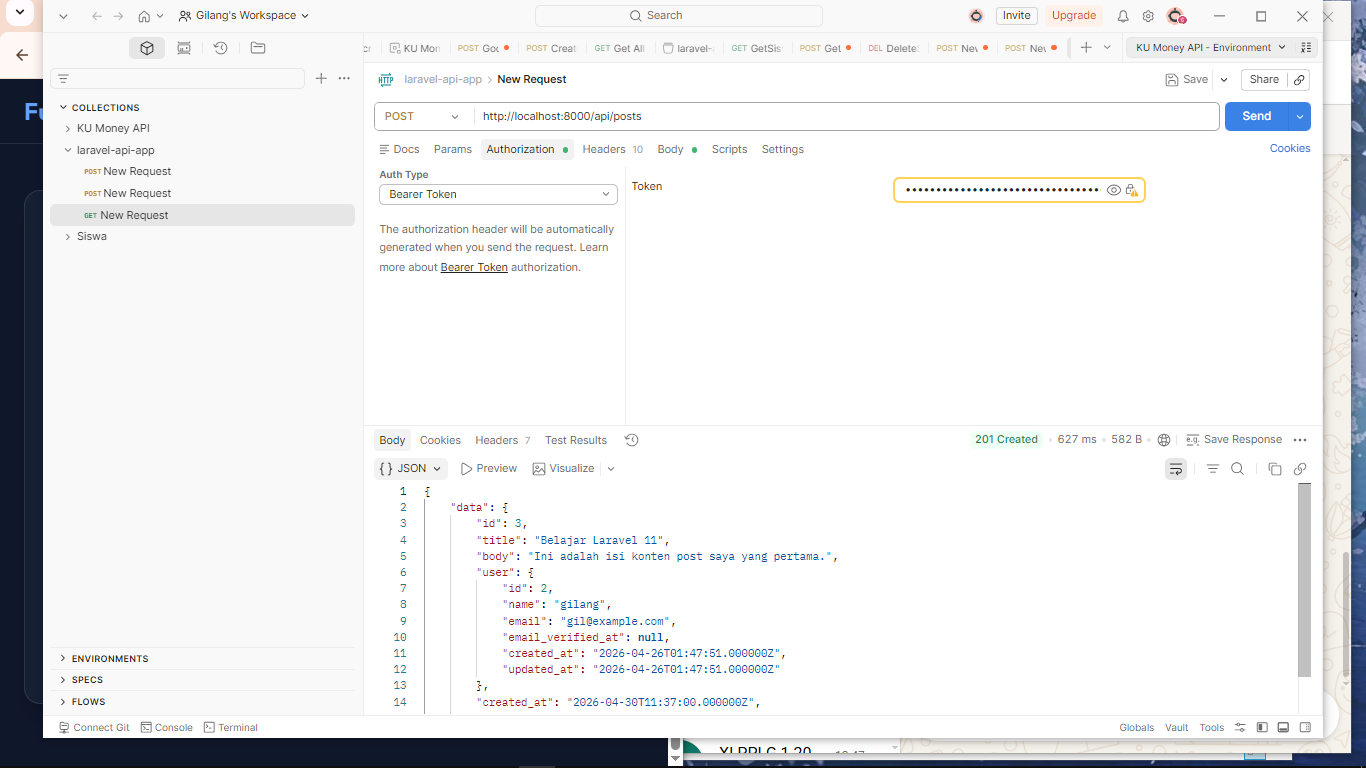 Gilang's Workspace
Search
Invite
Upgrade
KU Mon
POST Goo
POST Creat
GET Get All
laravel-
GET GetSis
POST Get
DEL Delete
POST Nev
POST Nev
KU Money API - Environment
COLLECTIONS
KU Money API
laravel-api-app
POST New Request
POST New Request
GET New Request
Siswa
ENVIRONMENTS
SPECS
FLOWS
HTTP
laravel-api-app > New Request
Save
Share
POST
http://localhost:8000/api/posts
Send
Docs
Params
Authorization
Headers 10
Body
Scripts
Settings
Cookies
Auth Type
Bearer Token
The authorization header will be automatically
generated when you send the request. Learn
more about Bearer Token authorization.
Token
Body
Cookies
Headers 7
Test Results
201 Created
627 ms
582 B
e.g. Save Response
{ } JSON
Preview
Visualize
1 {
2 "data": {
3 "id": 3,
4 "title": "Belajar Laravel 11",
5 "body": "Ini adalah isi konten post saya yang pertama.",
6 "user": {
7 "id": 2,
8 "name": "gilang",
9 "email": "gil@example.com",
10 "email_verified_at": null,
11 "created_at": "2026-04-26T01:47:51.000000Z",
12 "updated_at": "2026-04-26T01:47:51.000000Z"
13 },
14 "created_at": "2026-04-30T11:37:00.000000Z",
Connect Git
Console
Terminal
Globals
Vault
Tools